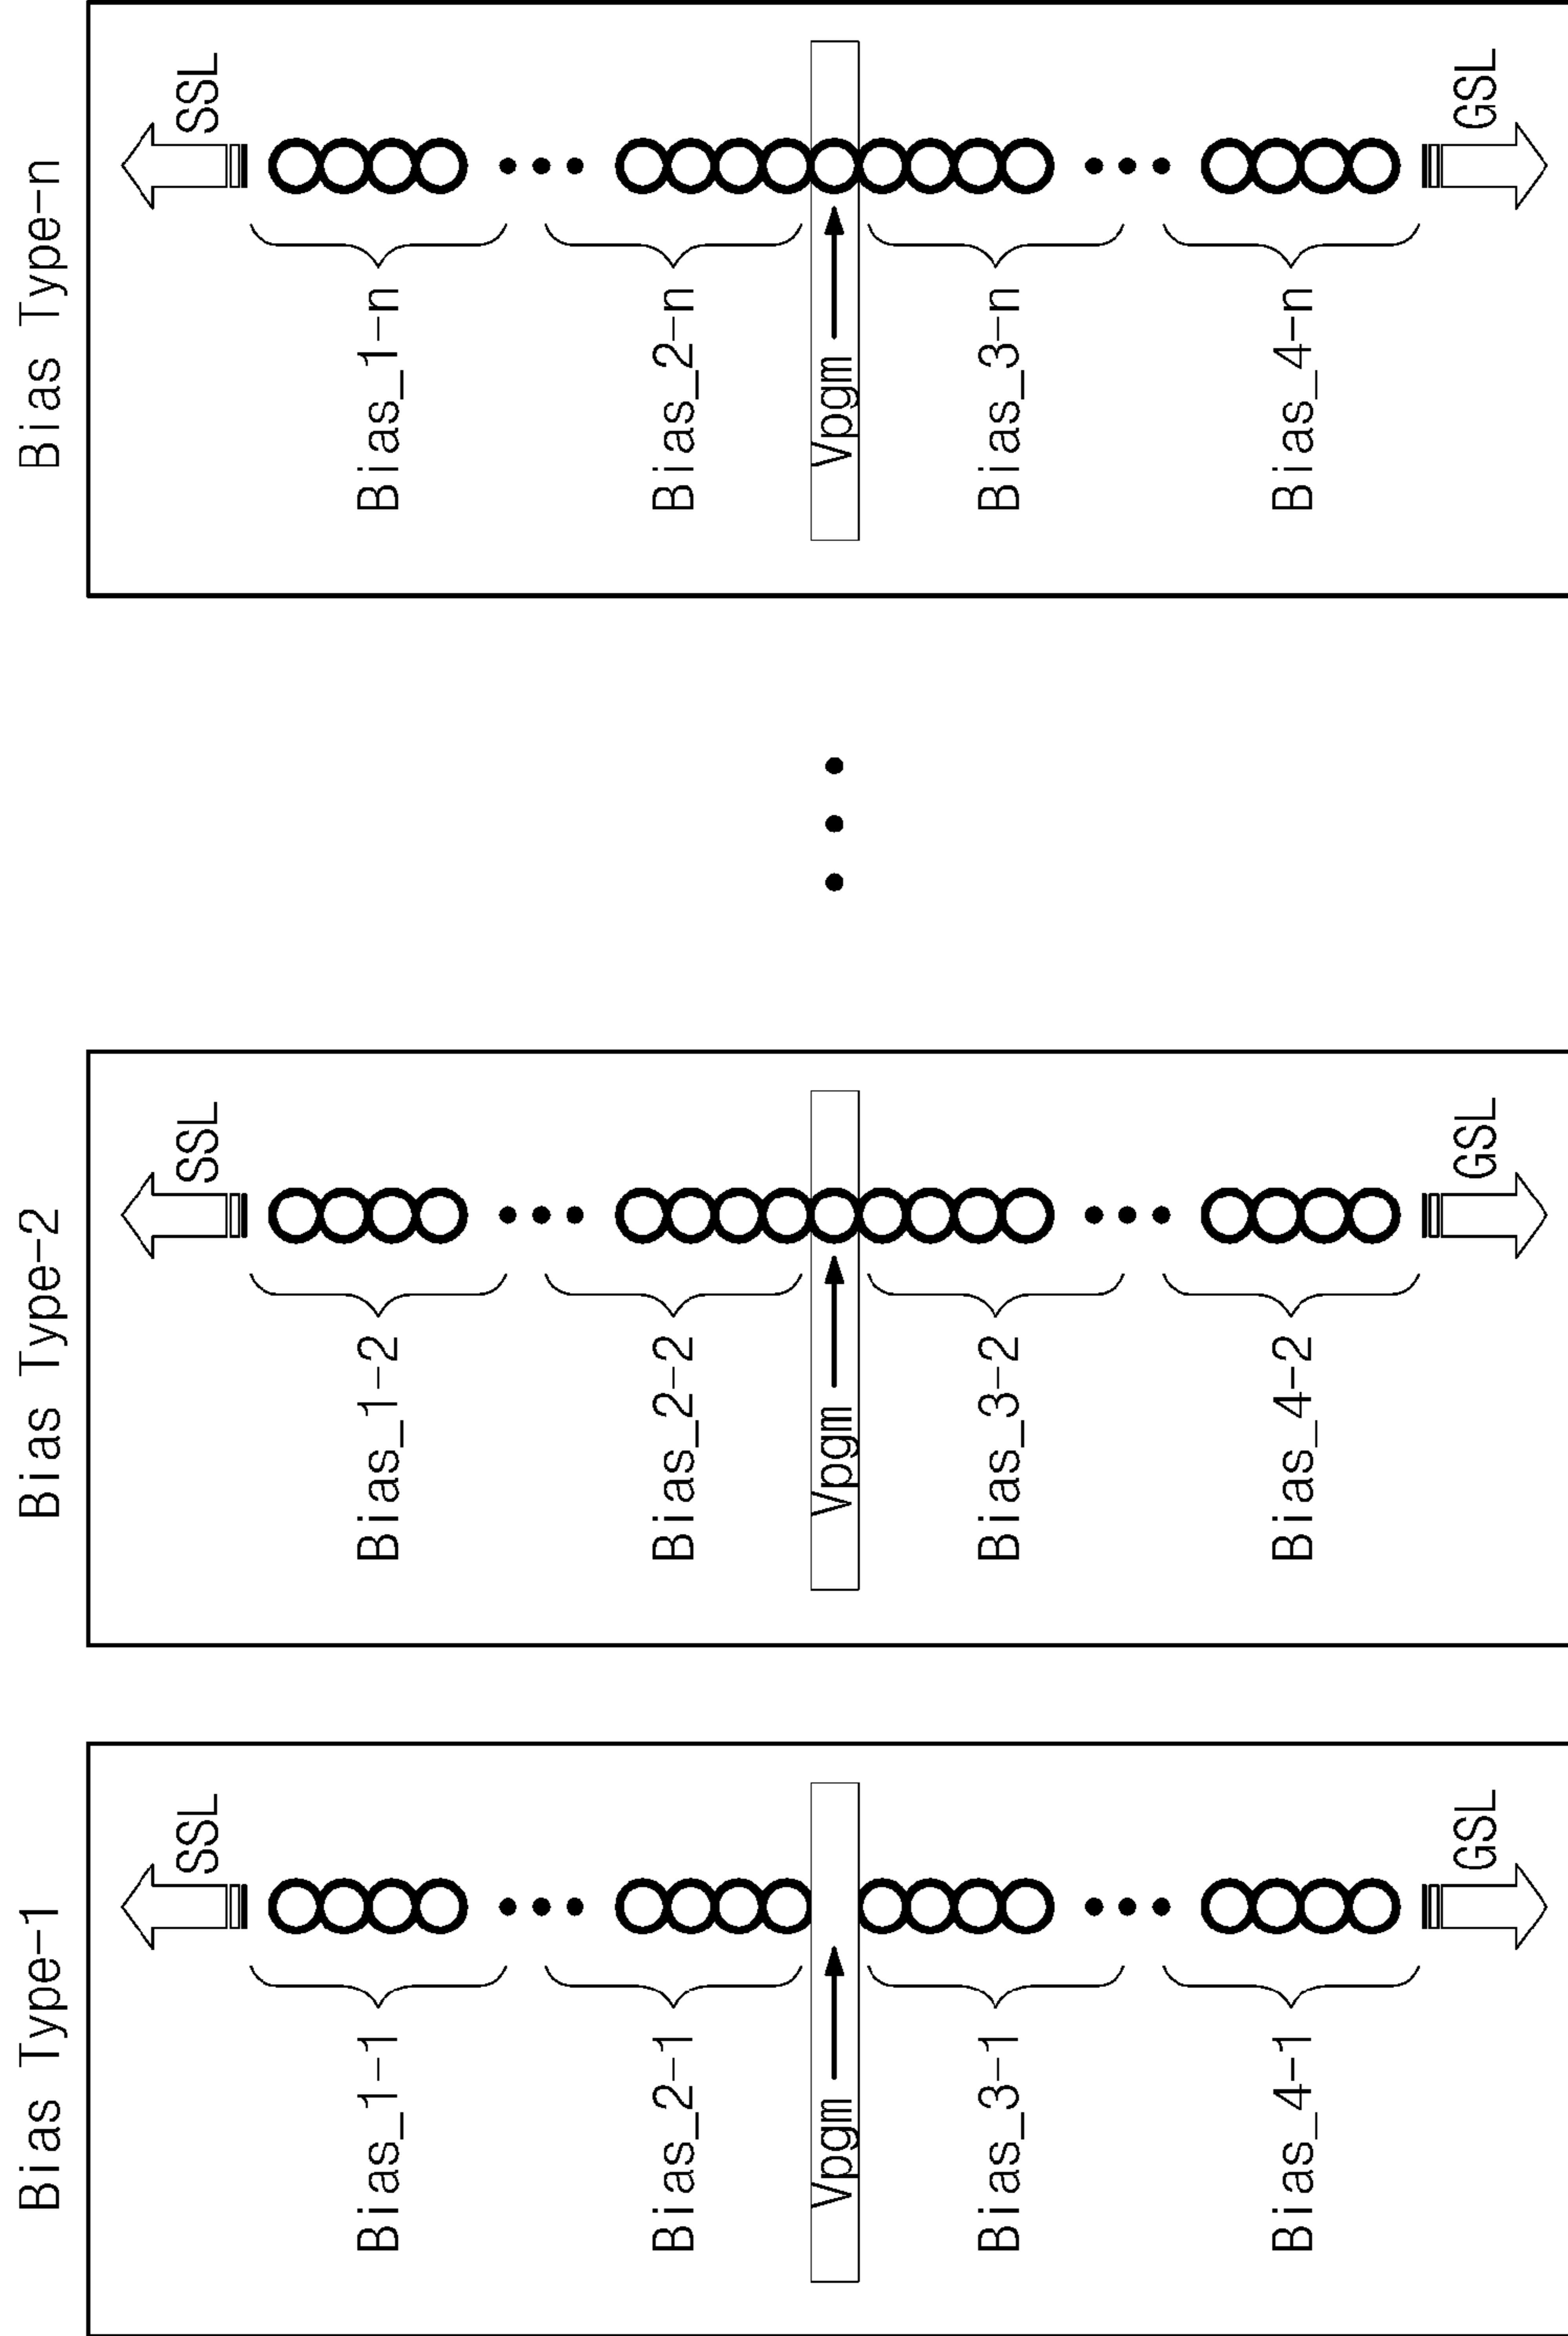 Bias Type-1
SSL
Bias_1-1
Bias_2-1
Vpgm
Bias_3-1
Bias_4-1
GSL
Bias Type-2
SSL
Bias_1-2
Bias_2-2
Vpgm
Bias_3-2
Bias_4-2
GSL
Bias Type-n
SSL
Bias_1-n
Bias_2-n
Vpgm
Bias_3-n
Bias_4-n
GSL